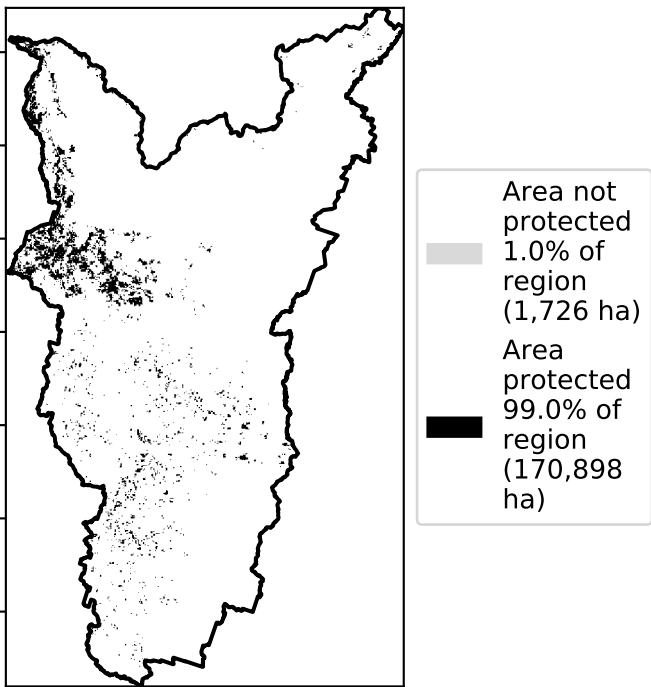 Area not
protected
1.0% of
region
(1,726 ha)
Area
protected
99.0% of
region
(170,898
ha)